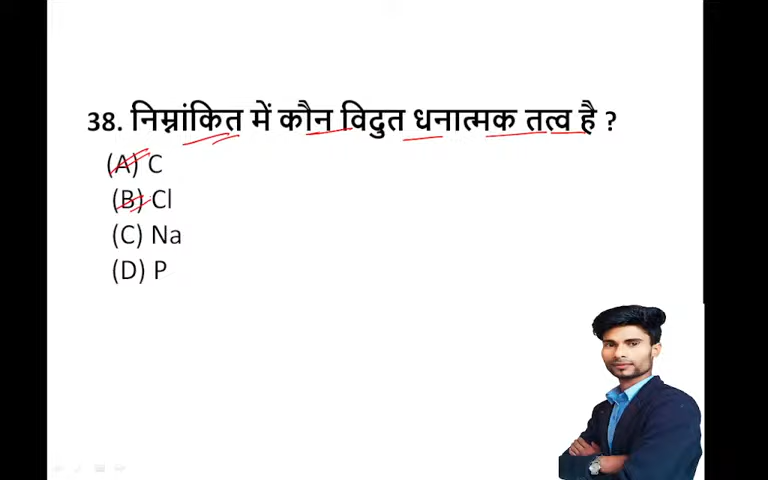 38. निम्नांकित में कौन विदुत धनात्मक तत्व है ?
(A) C
(B) Cl
(C) Na
(D) P